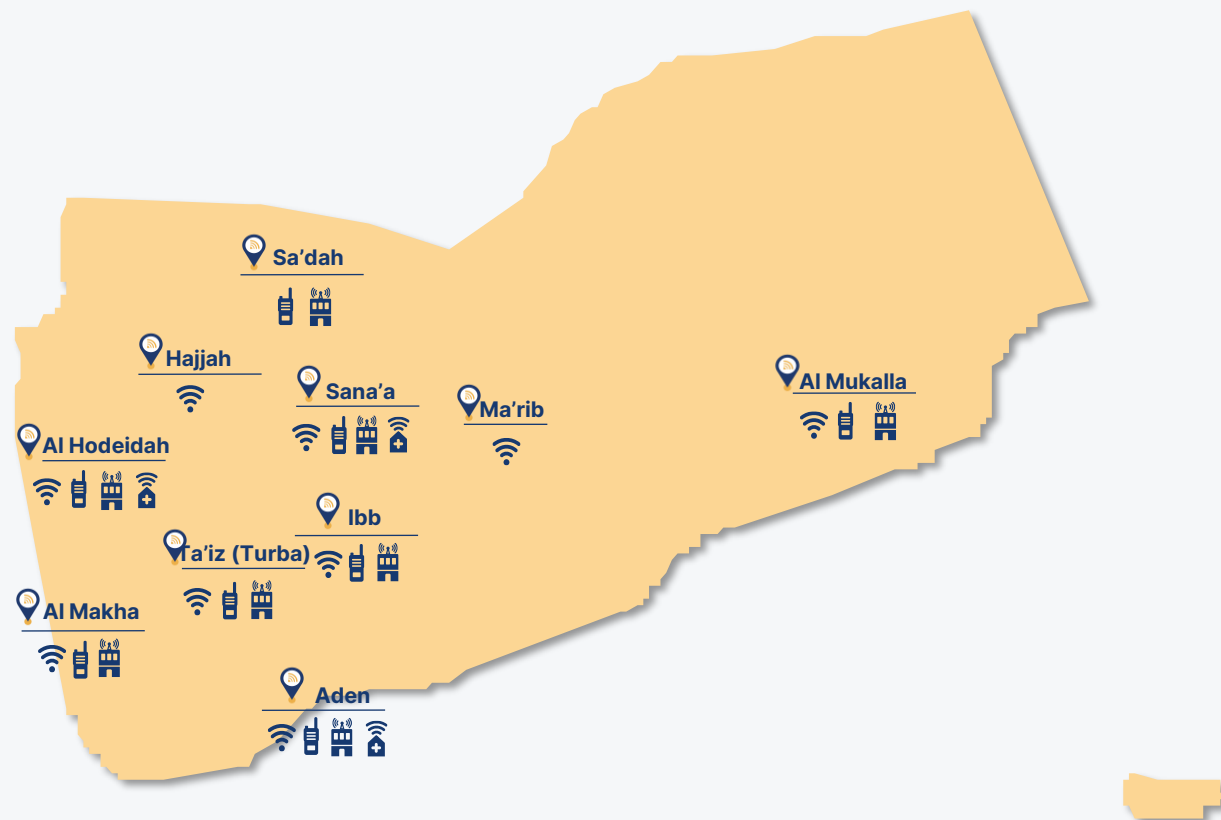 Sa’dah
Hajjah
Al Mukalla
Sana’a
Ma’rib
Al Hodeidah
Ibb
Ta’iz (Turba)
Al Makha
Aden